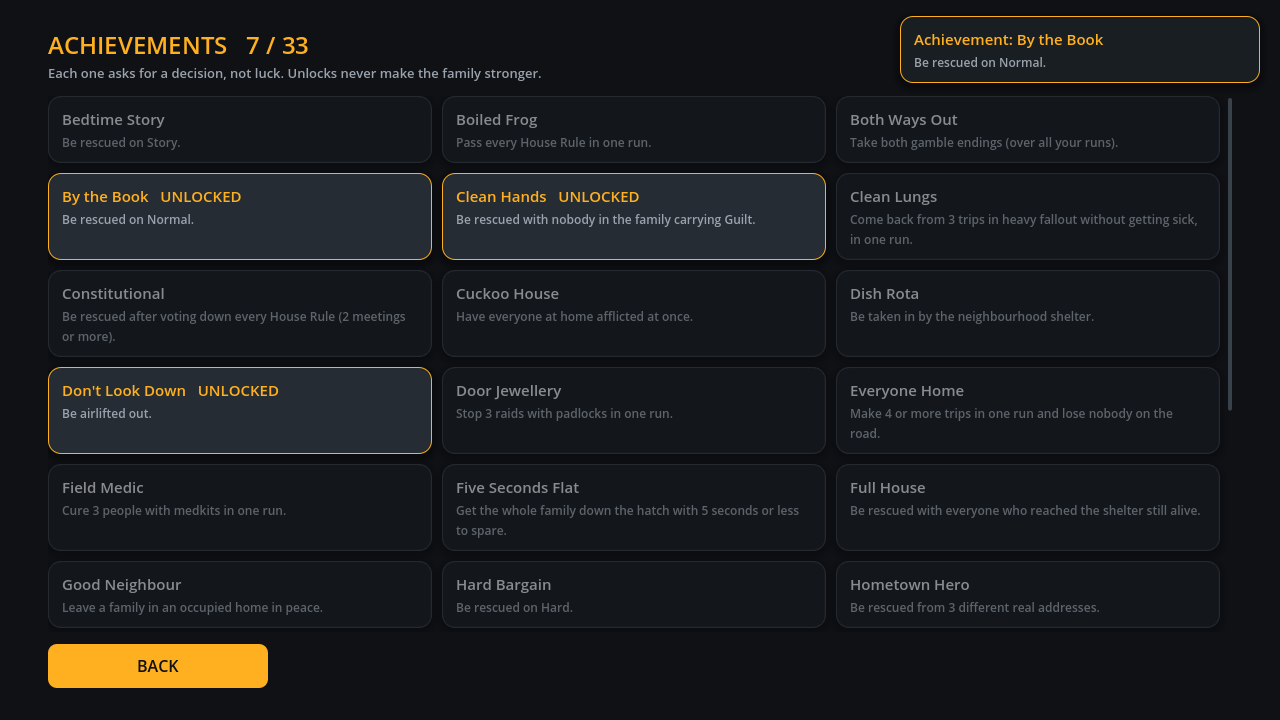 ACHIEVEMENTS 7 / 33
Each one asks for a decision, not luck. Unlocks never make the family stronger.
Achievement: By the Book
Be rescued on Normal.
Bedtime Story
Be rescued on Story.
Boiled Frog
Pass every House Rule in one run.
Both Ways Out
Take both gamble endings (over all your runs).
By the Book UNLOCKED
Be rescued on Normal.
Clean Hands UNLOCKED
Be rescued with nobody in the family carrying Guilt.
Clean Lungs
Come back from 3 trips in heavy fallout without getting sick,
in one run.
Constitutional
Be rescued after voting down every House Rule (2 meetings
or more).
Cuckoo House
Have everyone at home afflicted at once.
Dish Rota
Be taken in by the neighbourhood shelter.
Don't Look Down UNLOCKED
Be airlifted out.
Door Jewellery
Stop 3 raids with padlocks in one run.
Everyone Home
Make 4 or more trips in one run and lose nobody on the
road.
Field Medic
Cure 3 people with medkits in one run.
Five Seconds Flat
Get the whole family down the hatch with 5 seconds or less
to spare.
Full House
Be rescued with everyone who reached the shelter still alive.
Good Neighbour
Leave a family in an occupied home in peace.
Hard Bargain
Be rescued on Hard.
Hometown Hero
Be rescued from 3 different real addresses.
BACK